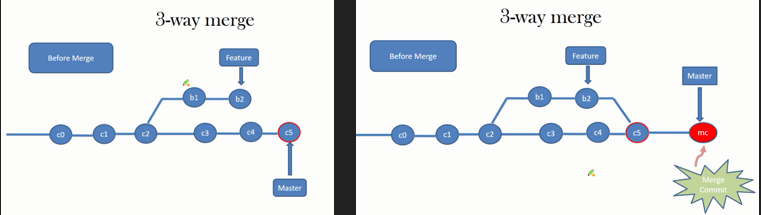 3-way merge
Before Merge
Feature
b1
b2
c0
c1
c2
c3
c4
c5
Master
3-way merge
Before Merge
Feature
Master
b1
b2
c0
c1
c2
c3
c4
c5
mc
Merge
Commit